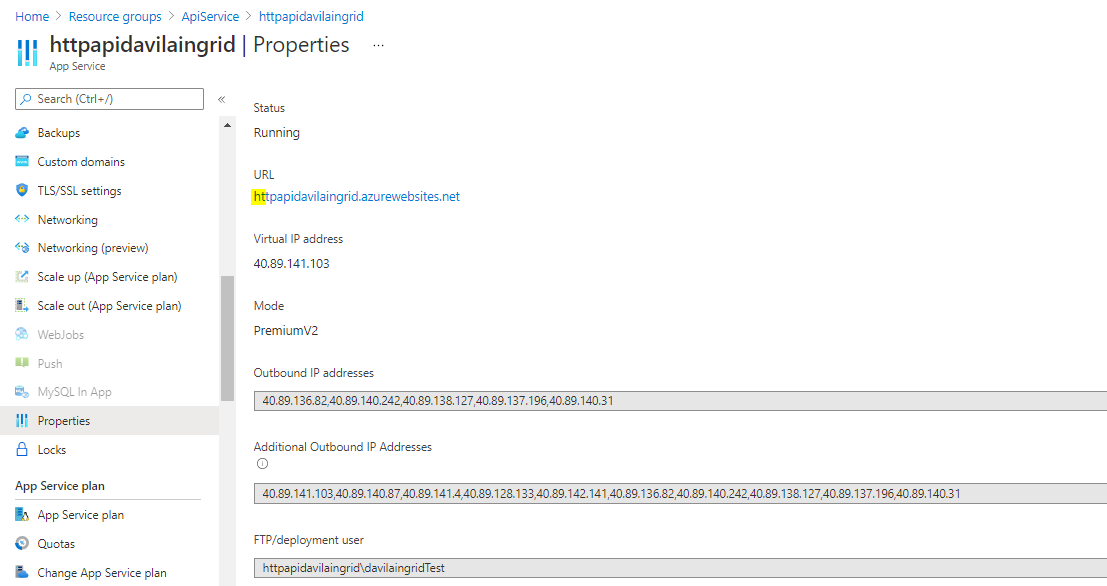 Home > Resource groups > ApiService > httpapidavilaingrid
httpapidavilaingrid | Properties ...
App Service
Search (Ctrl+/)
«
Backups
Custom domains
TLS/SSL settings
Networking
Networking (preview)
Scale up (App Service plan)
Scale out (App Service plan)
WebJobs
Push
MySQL In App
Properties
Locks
App Service plan
App Service plan
Quotas
Change App Service plan
Status
Running
URL
httpapidavilaingrid.azurewebsites.net
Virtual IP address
40.89.141.103
Mode
PremiumV2
Outbound IP addresses
40.89.136.82,40.89.140.242,40.89.138.127,40.89.137.196,40.89.140.31
Additional Outbound IP Addresses
40.89.141.103,40.89.140.87,40.89.141.4,40.89.128.133,40.89.142.141,40.89.136.82,40.89.140.242,40.89.138.127,40.89.137.196,40.89.140.31
FTP/deployment user
httpapidavilaingrid\davilaingridTest